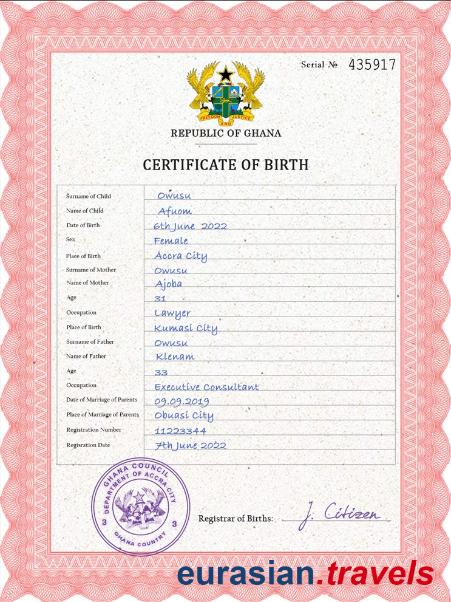 Serial № 435917
FREEDOM AND JUSTICE
REPUBLIC OF GHANA
CERTIFICATE OF BIRTH
Surname of Child Owusu
Name of Child Afuom
Date of Birth 6th June 2022
Sex Female
Place of Birth Accra City
Surname of Mother Owusu
Name of Mother Ajoba
Age 31
Occupation Lawyer
Place of Birth Kumasi City
Surname of Father Owusu
Name of Father Klenam
Age 33
Occupation Executive Consultant
Date of Marriage of Parents 09.09.2019
Place of Marriage of Parents Obuasi City
Registration Number 11223344
Registration Date 7th June 2022
GHANA COUNCIL
DEPARTMENT OF ACCRA CITY
3 3
GHANA COUNTRY
Registrar of Births: J. Citizen
eurasian.travels